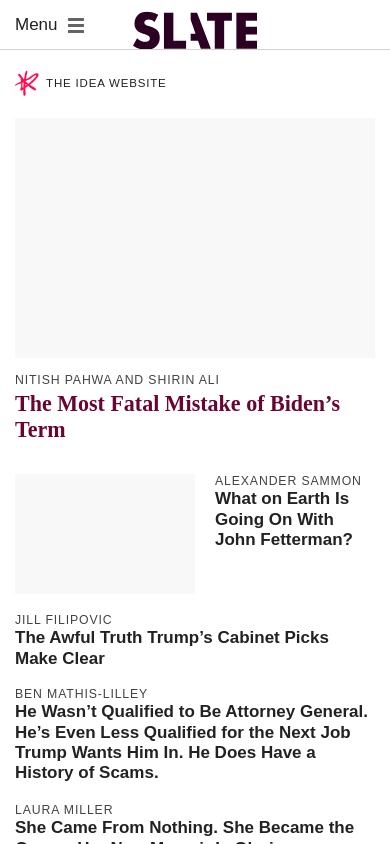 Menu
SLATE
THE IDEA WEBSITE
NITISH PAHWA AND SHIRIN ALI
The Most Fatal Mistake of Biden’s
Term
ALEXANDER SAMMON
What on Earth Is
Going On With
John Fetterman?
JILL FILIPOVIC
The Awful Truth Trump’s Cabinet Picks
Make Clear
BEN MATHIS-LILLEY
He Wasn’t Qualified to Be Attorney General.
He’s Even Less Qualified for the Next Job
Trump Wants Him In. He Does Have a
History of Scams.
LAURA MILLER
She Came From Nothing. She Became the